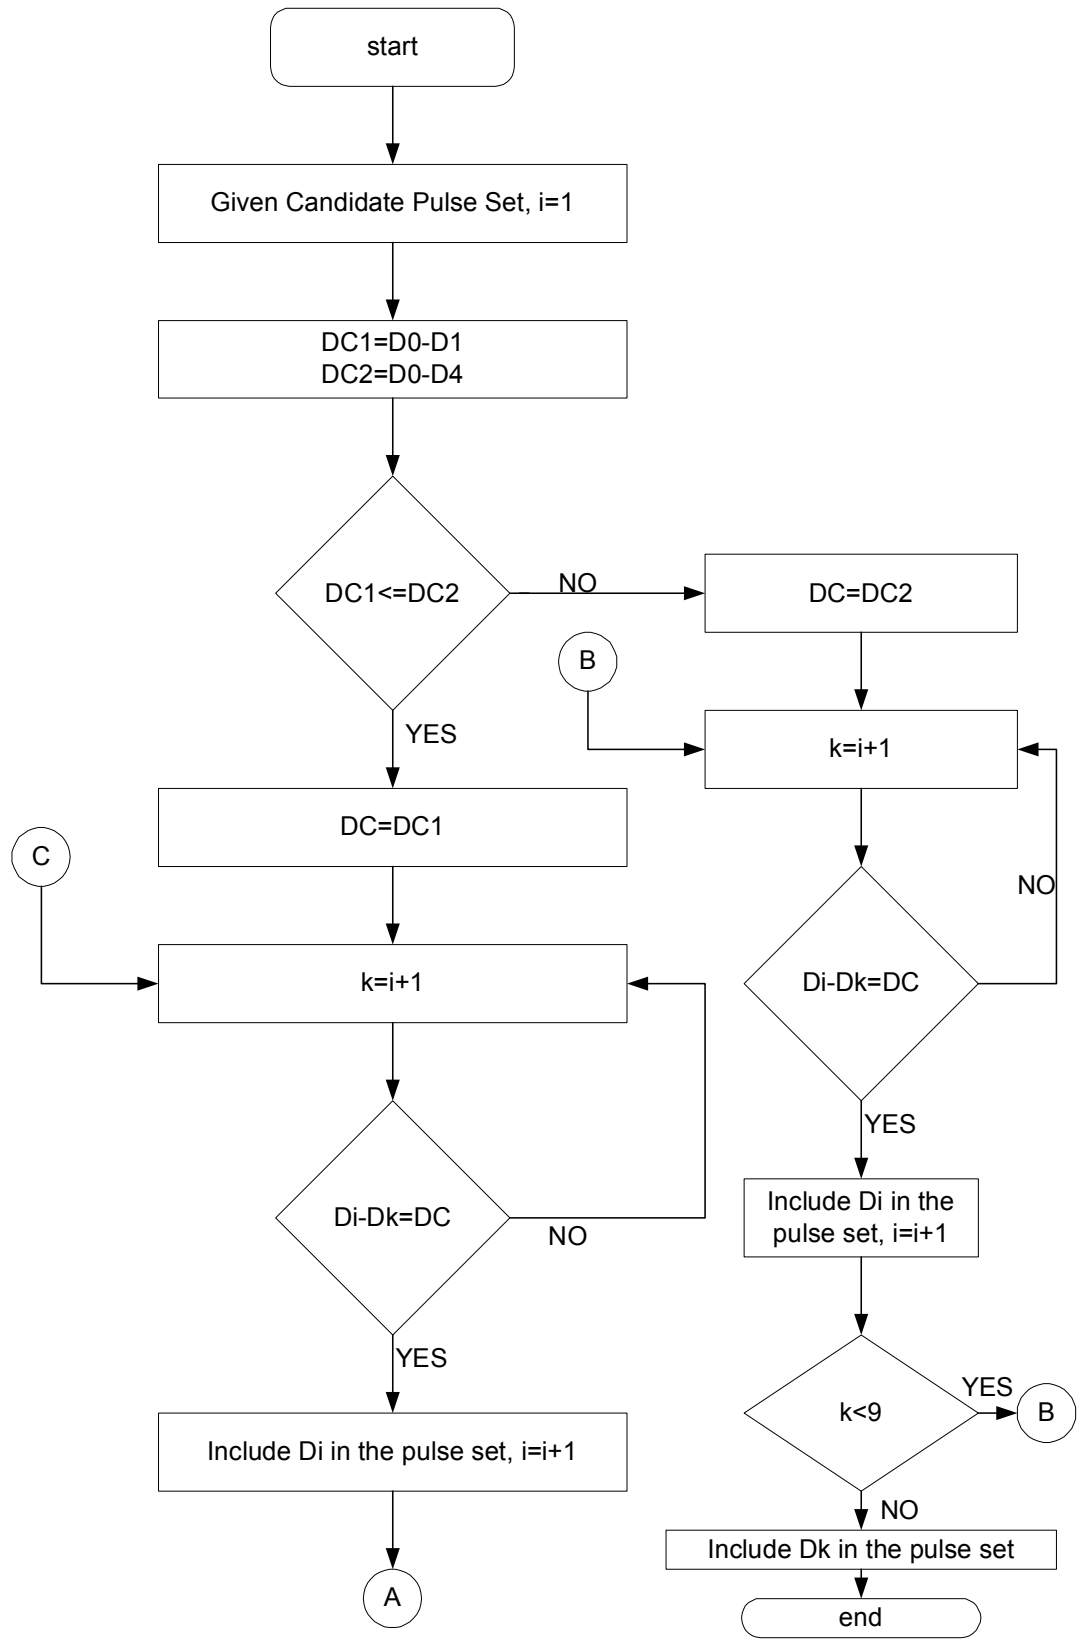 start
Given Candidate Pulse Set, i=1
DC1=D0-D1
DC2=D0-D4
DC1<=DC2
NO
YES
DC=DC1
C
k=i+1
Di-Dk=DC
NO
YES
Include Di in the pulse set, i=i+1
A
DC=DC2
B
k=i+1
NO
Di-Dk=DC
YES
Include Di in the
pulse set, i=i+1
k<9
YES
B
NO
Include Dk in the pulse set
end